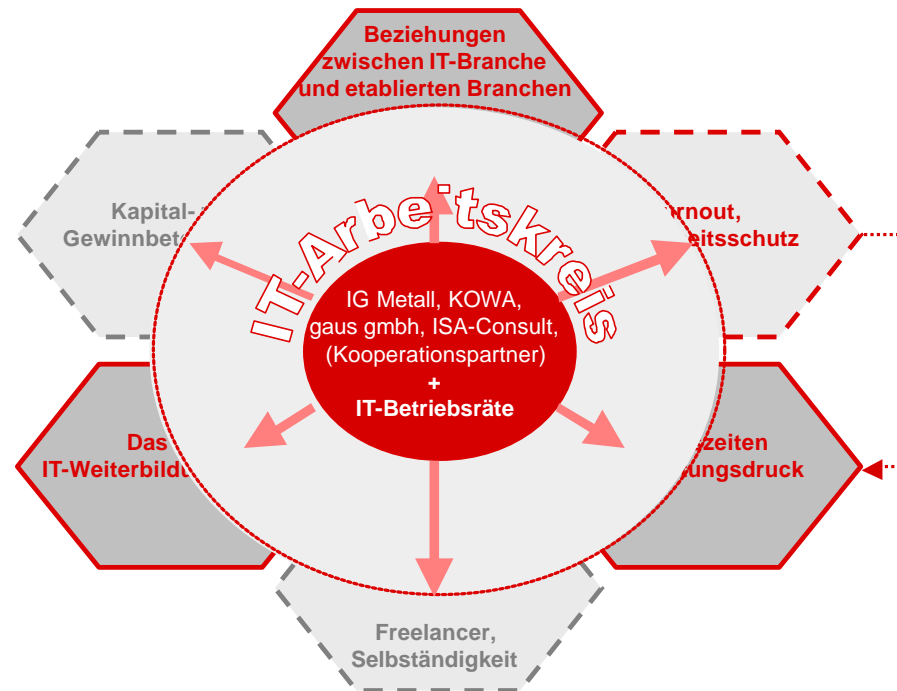 Beziehungen
zwischen IT-Branche
und etablierten Branchen
Kapital-
Gewinnbet
rnout,
eitsschutz
IT-Arbeitskreis
IG Metall, KOWA,
gaus gmbh, ISA-Consult,
(Kooperationspartner)
+
IT-Betriebsräte
Das
IT-Weiterbildu
zeiten
ungsdruck
Freelancer,
Selbständigkeit